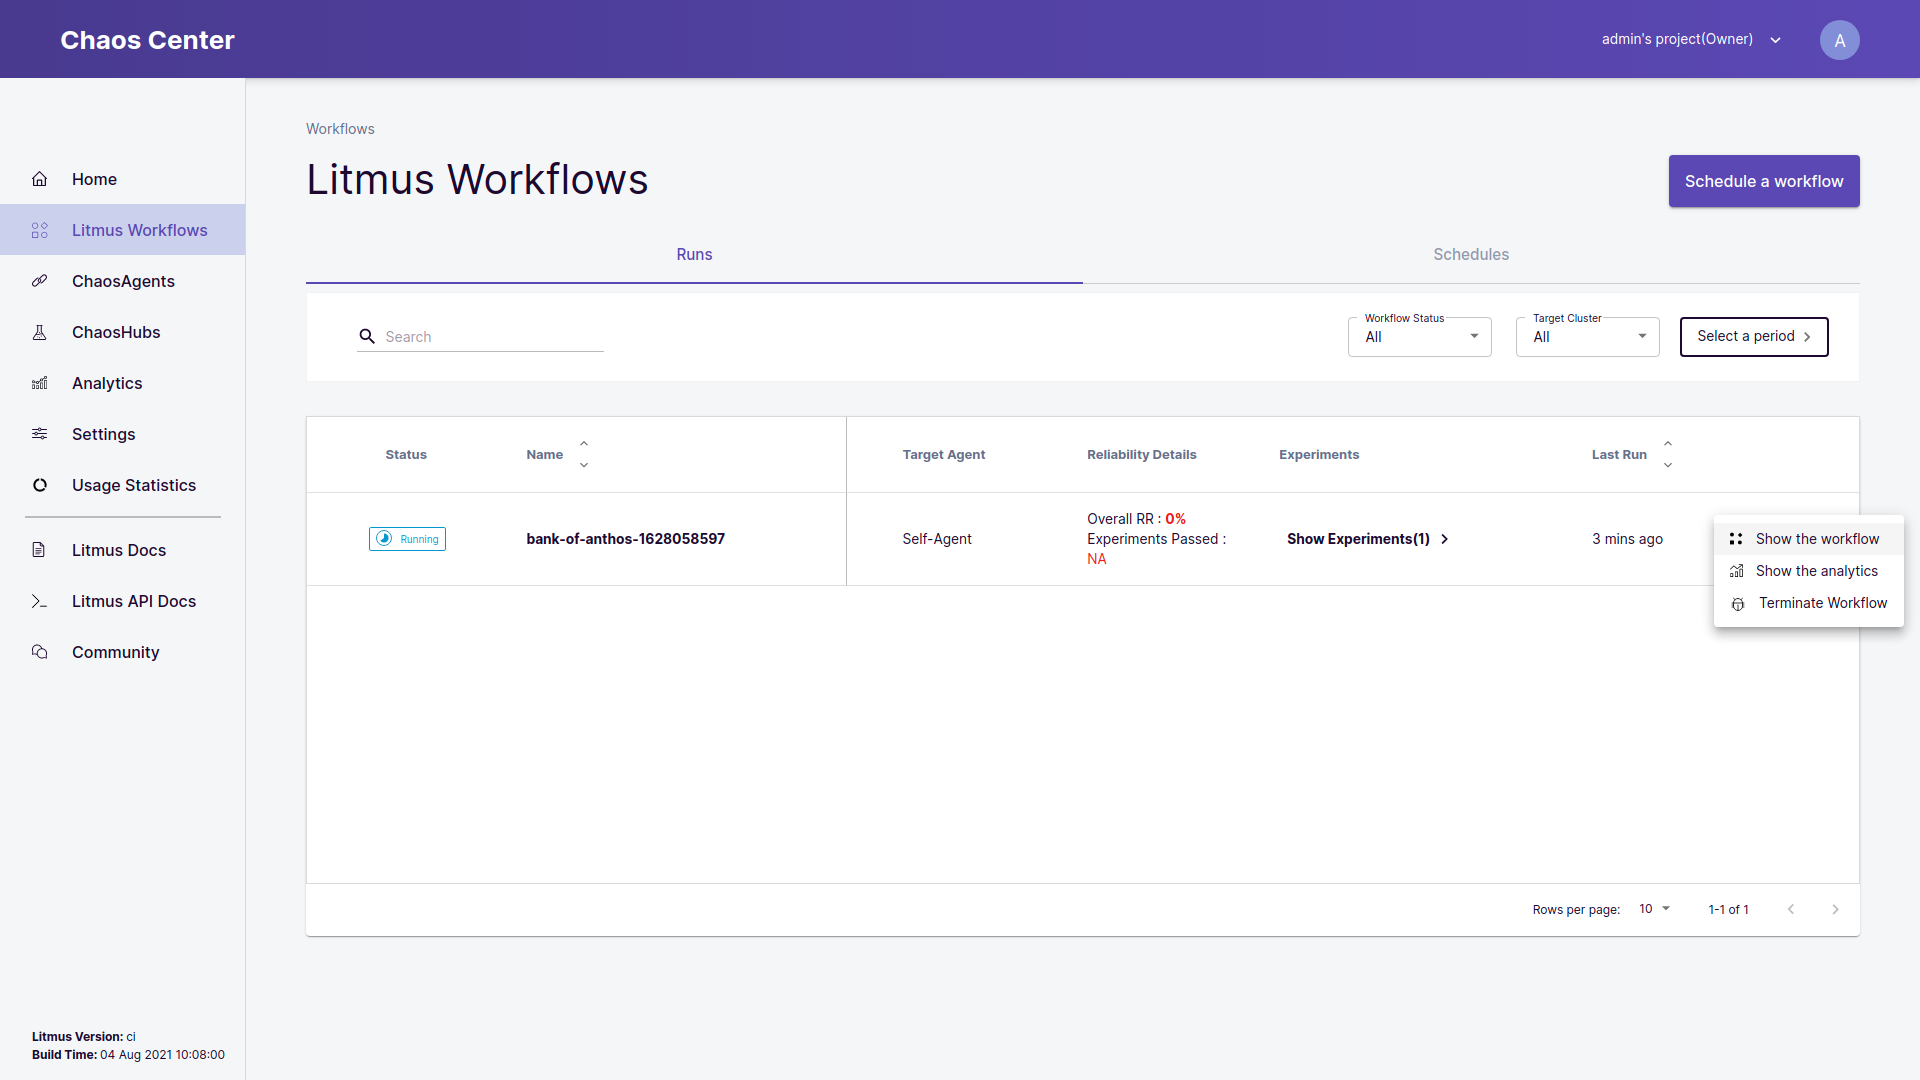 Chaos Center
admin's project(Owner)
A
Home
Litmus Workflows
ChaosAgents
ChaosHubs
Analytics
Settings
Usage Statistics
Litmus Docs
Litmus API Docs
Community
Litmus Version: ci
Build Time: 04 Aug 2021 10:08:00
Workflows
Litmus Workflows
Schedule a workflow
Runs
Schedules
Search
Workflow Status
All
Target Cluster
All
Select a period
Status
Name
Target Agent
Reliability Details
Experiments
Last Run
Running
bank-of-anthos-1628058597
Self-Agent
Overall RR : 0%
Experiments Passed :
NA
Show Experiments(1)
3 mins ago
Show the workflow
Show the analytics
Terminate Workflow
Rows per page: 10
1-1 of 1